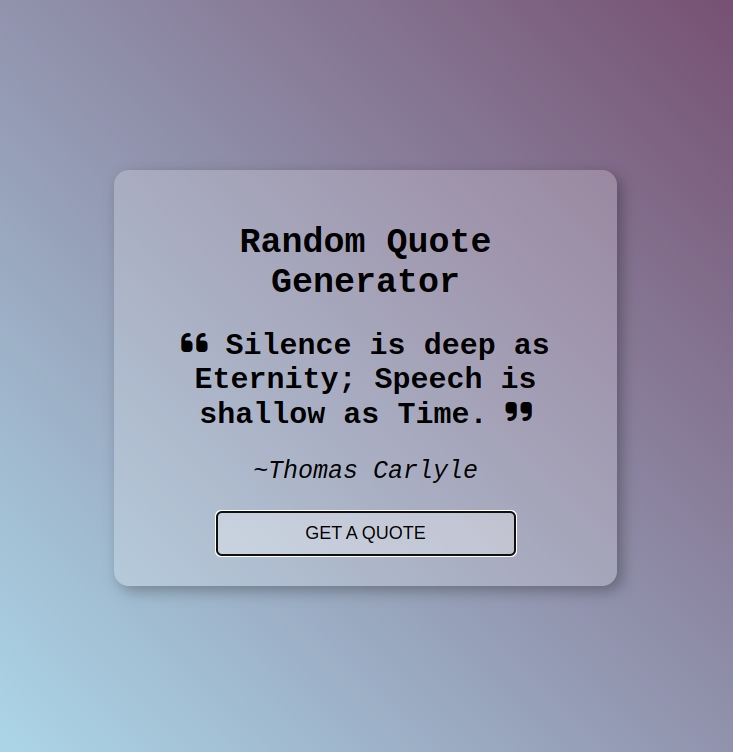 Random Quote
Generator
❝ Silence is deep as
Eternity; Speech is
shallow as Time. ❞
~Thomas Carlyle
GET A QUOTE